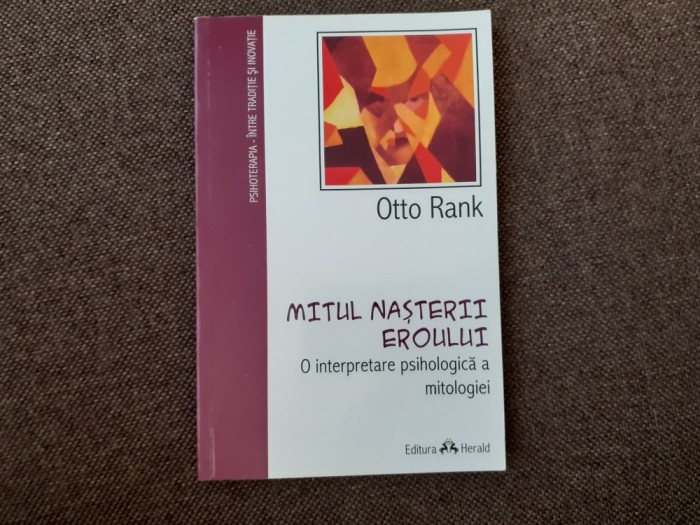 PSIHOTERAPIA - ÎNTRE TRADIȚIE ȘI INOVAȚIE
Otto Rank
MITUL NAȘTERII
EROULUI
O interpretare psihologică a
mitologiei
Editura Herald